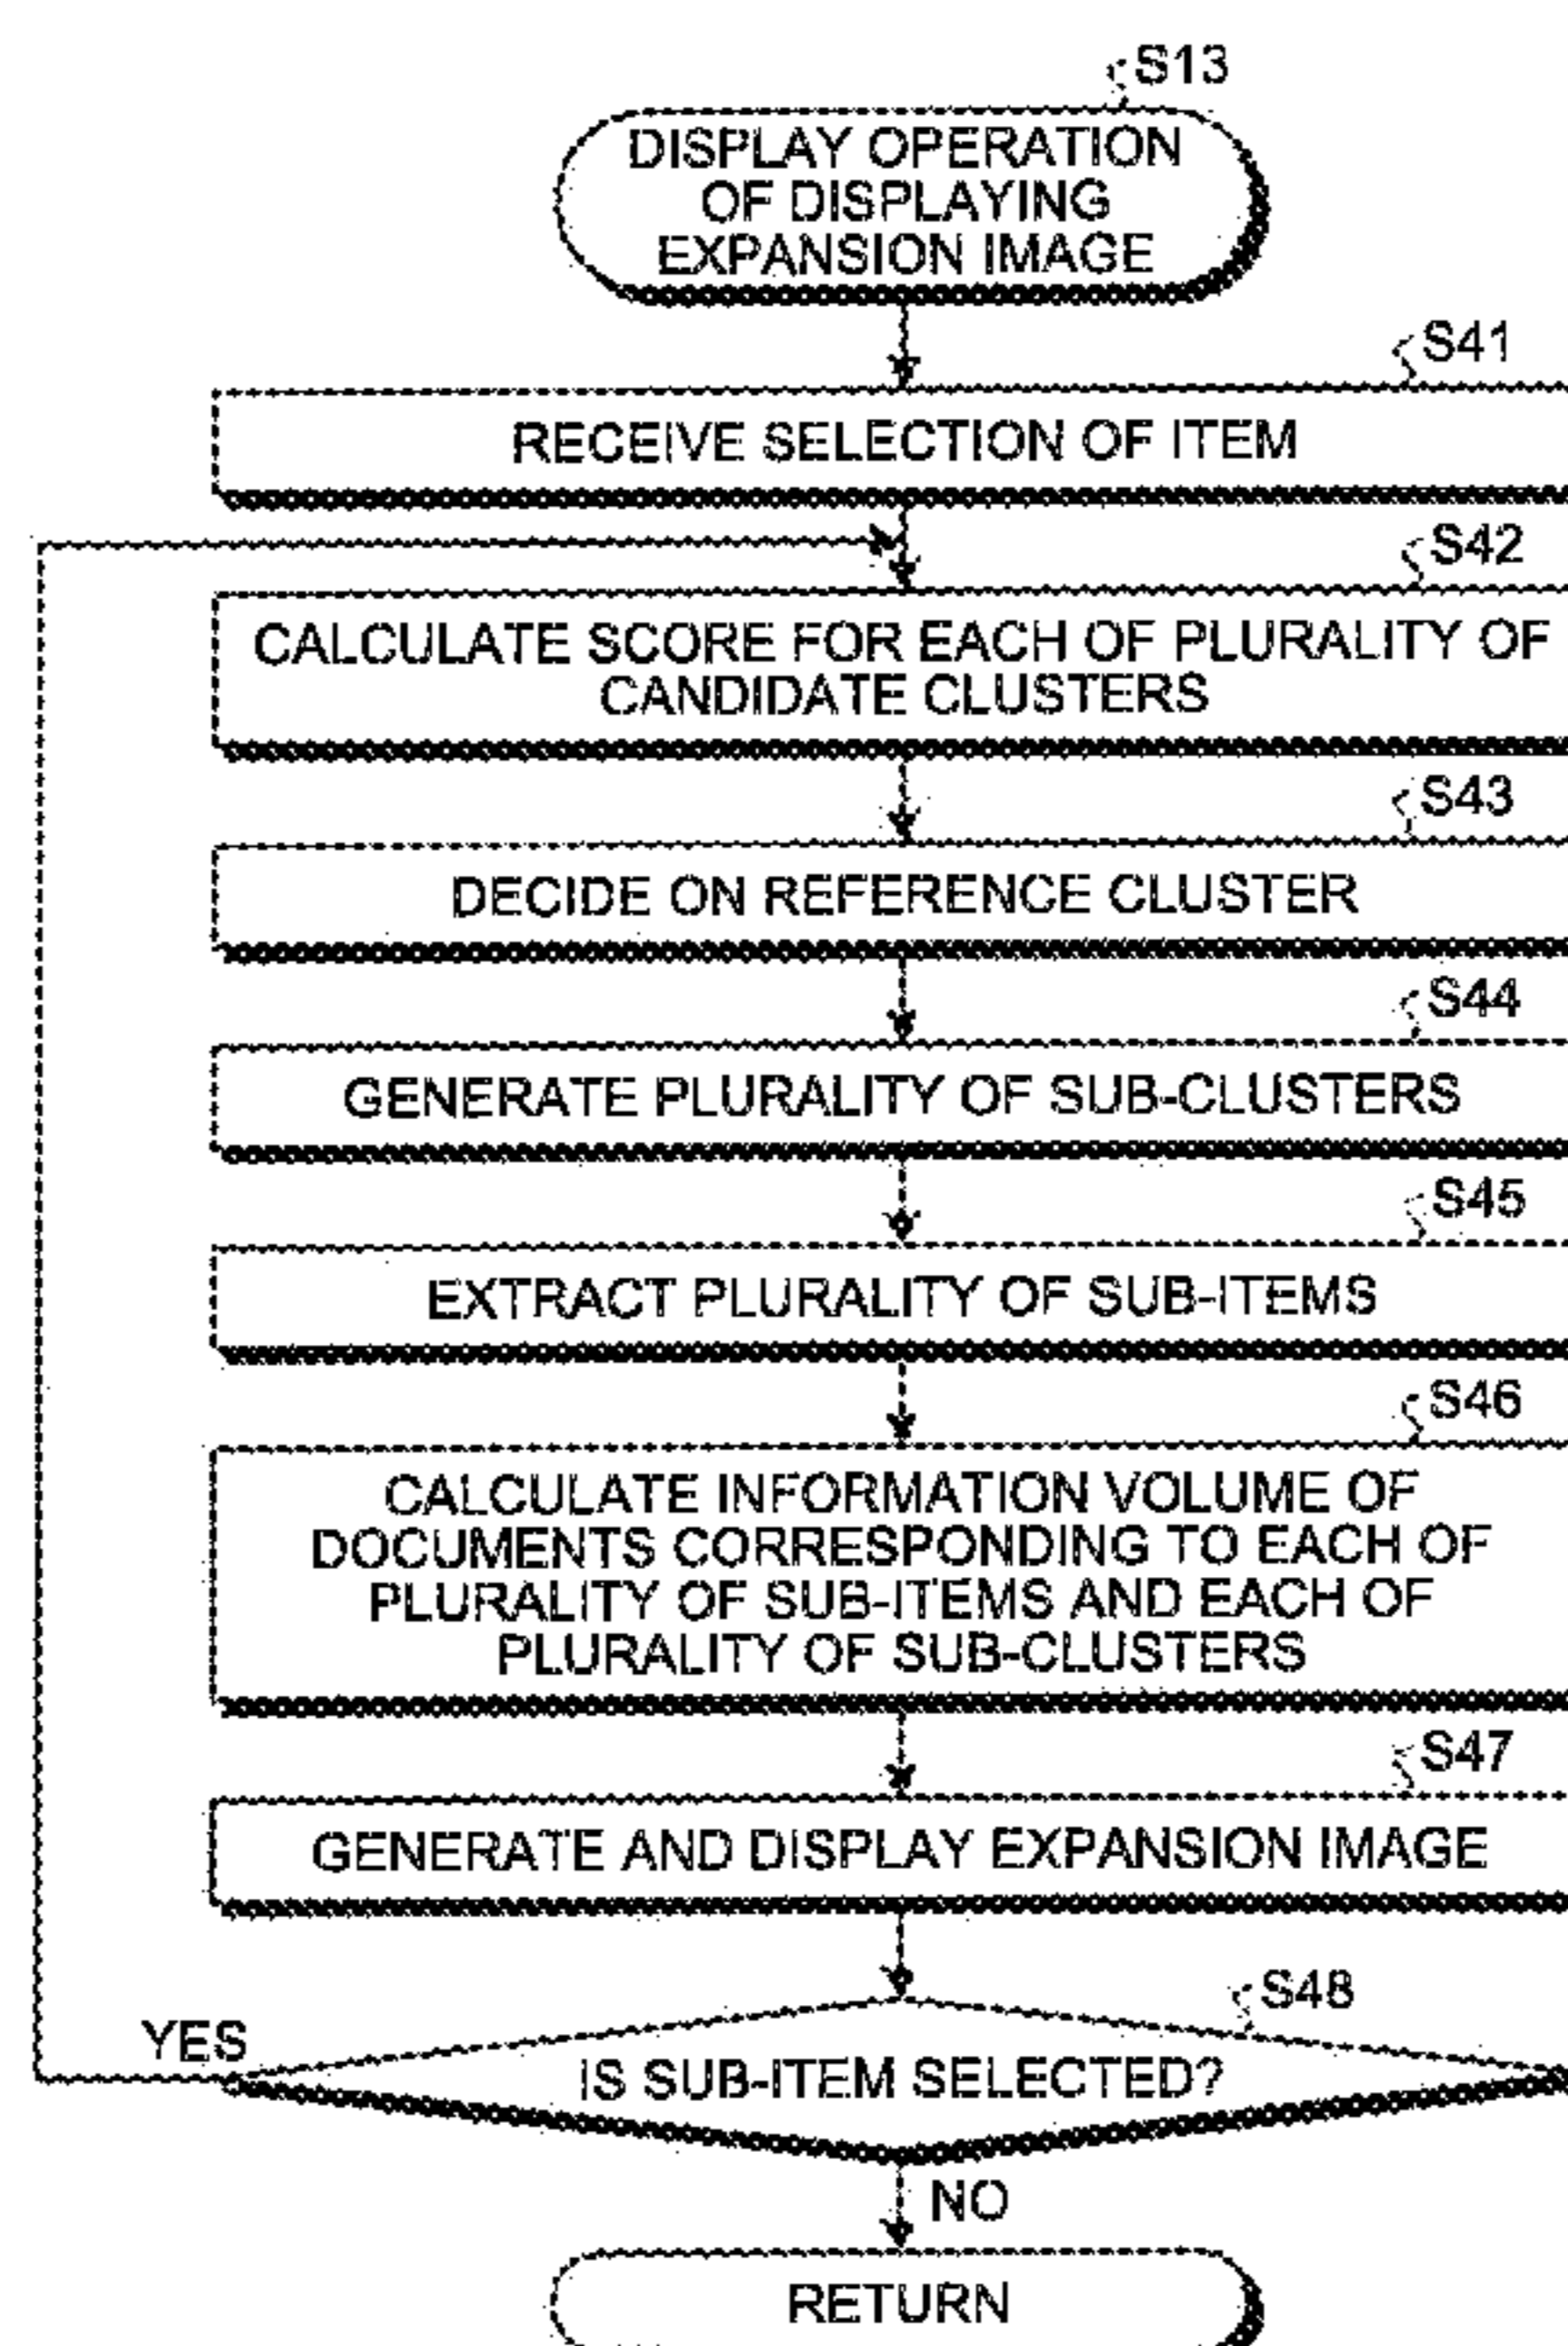 S13
DISPLAY OPERATION
OF DISPLAYING
EXPANSION IMAGE
S41
RECEIVE SELECTION OF ITEM
S42
CALCULATE SCORE FOR EACH OF PLURALITY OF
CANDIDATE CLUSTERS
S43
DECIDE ON REFERENCE CLUSTER
S44
GENERATE PLURALITY OF SUB-CLUSTERS
S45
EXTRACT PLURALITY OF SUB-ITEMS
S46
CALCULATE INFORMATION VOLUME OF
DOCUMENTS CORRESPONDING TO EACH OF
PLURALITY OF SUB-ITEMS AND EACH OF
PLURALITY OF SUB-CLUSTERS
S47
GENERATE AND DISPLAY EXPANSION IMAGE
S48
YES
IS SUB-ITEM SELECTED?
NO
RETURN